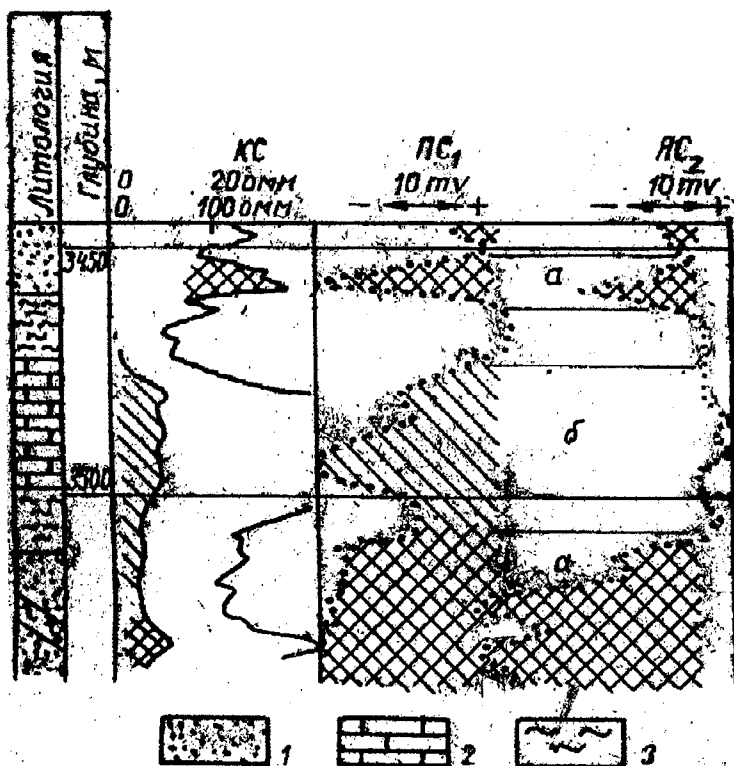 Литология
Глубина, м
КС
ПС₁
ПС₂
0 20 омм
0 100 омм
10 mv
10 mv
- +
- +
3450
3500
а
б
а
1
2
3